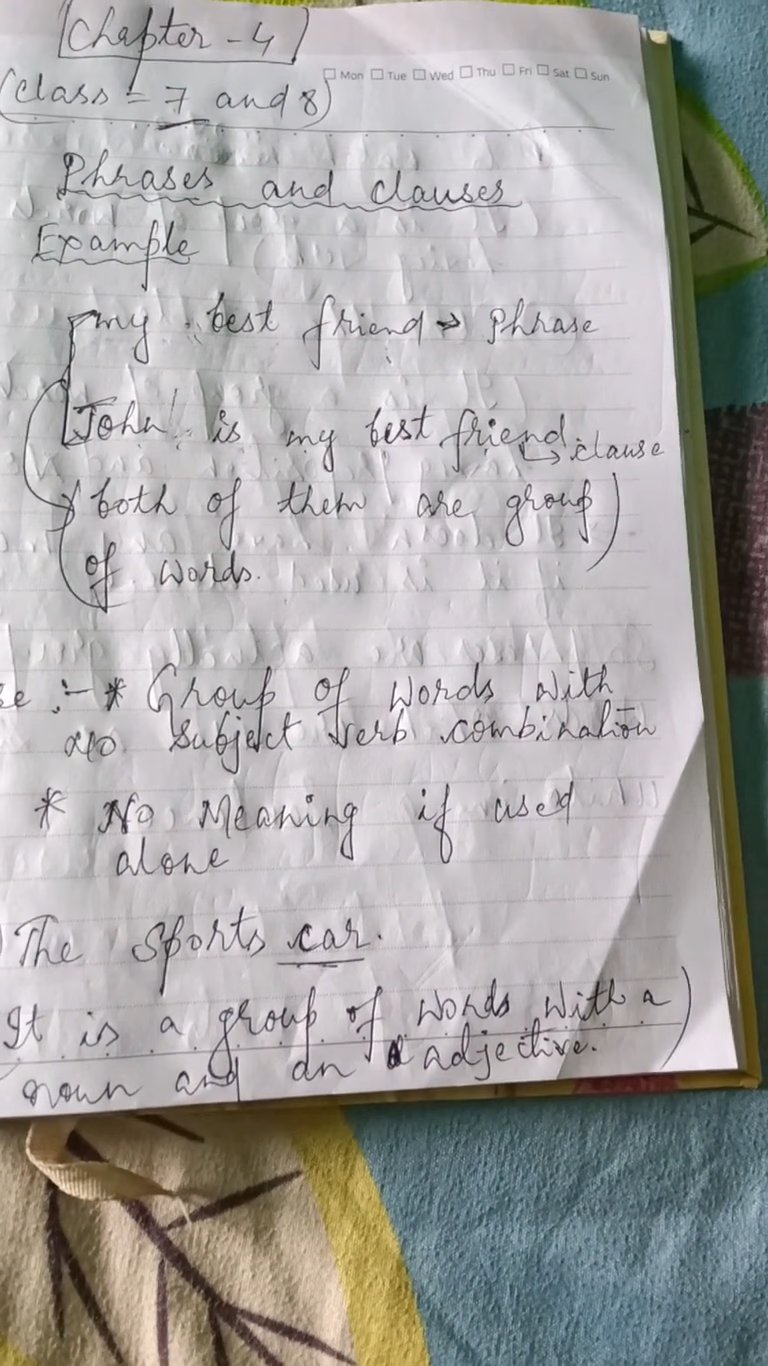 [Chapter - 4]
Mon Tue Wed Thu Fri Sat Sun
(class = 7 and 8)
Phrases and clauses
Example
my best friend → Phrase
John is my best friend → clause
(both of them are group
of words.)
se :- * Group of words with
no subject verb combination
* No Meaning if used
alone
The sports car.
It is a group of words with a
noun and an adjective.)